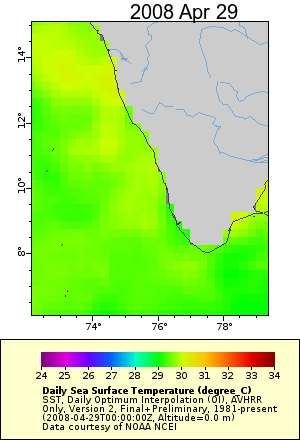 2008 Apr 29
14°
12°
10°
8°
74° 76° 78°
24 25 26 27 28 29 30 31 32 33 34
Daily Sea Surface Temperature (degree_C)
SST, Daily Optimum Interpolation (OI), AVHRR
Only, Version 2, Final+Preliminary, 1981-present
(2008-04-29T00:00:00Z, Altitude=0.0 m)
Data courtesy of NOAA NCEI